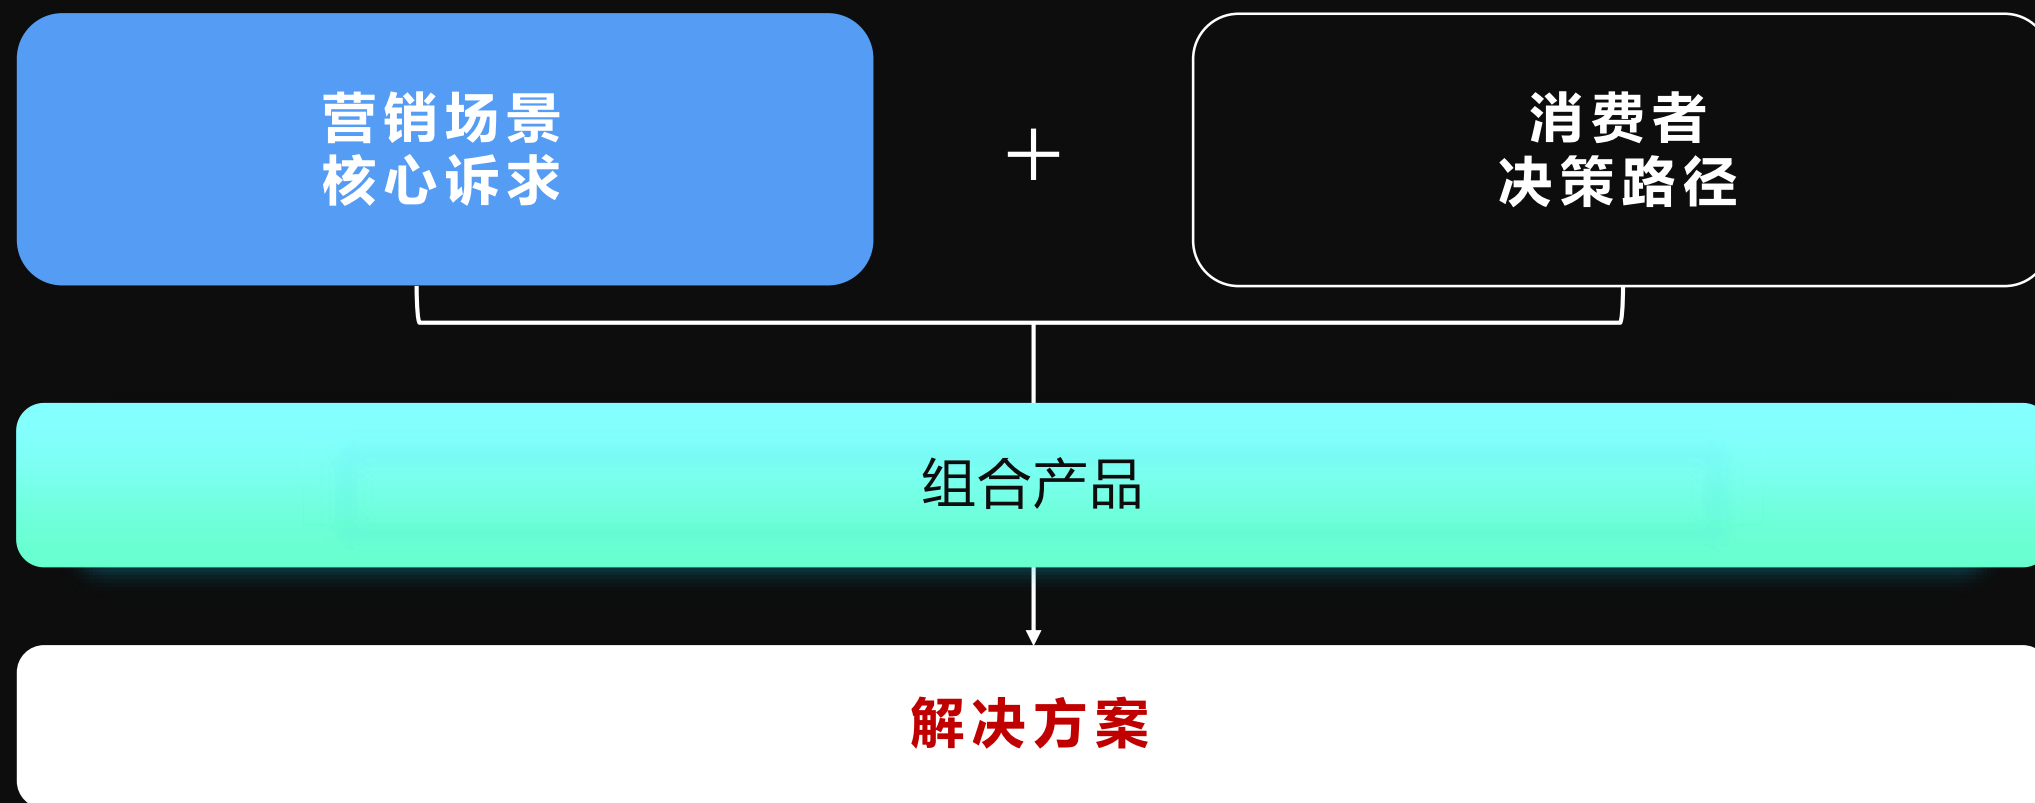 营销场景
核心诉求
+
消费者
决策路径
组合产品
解决方案